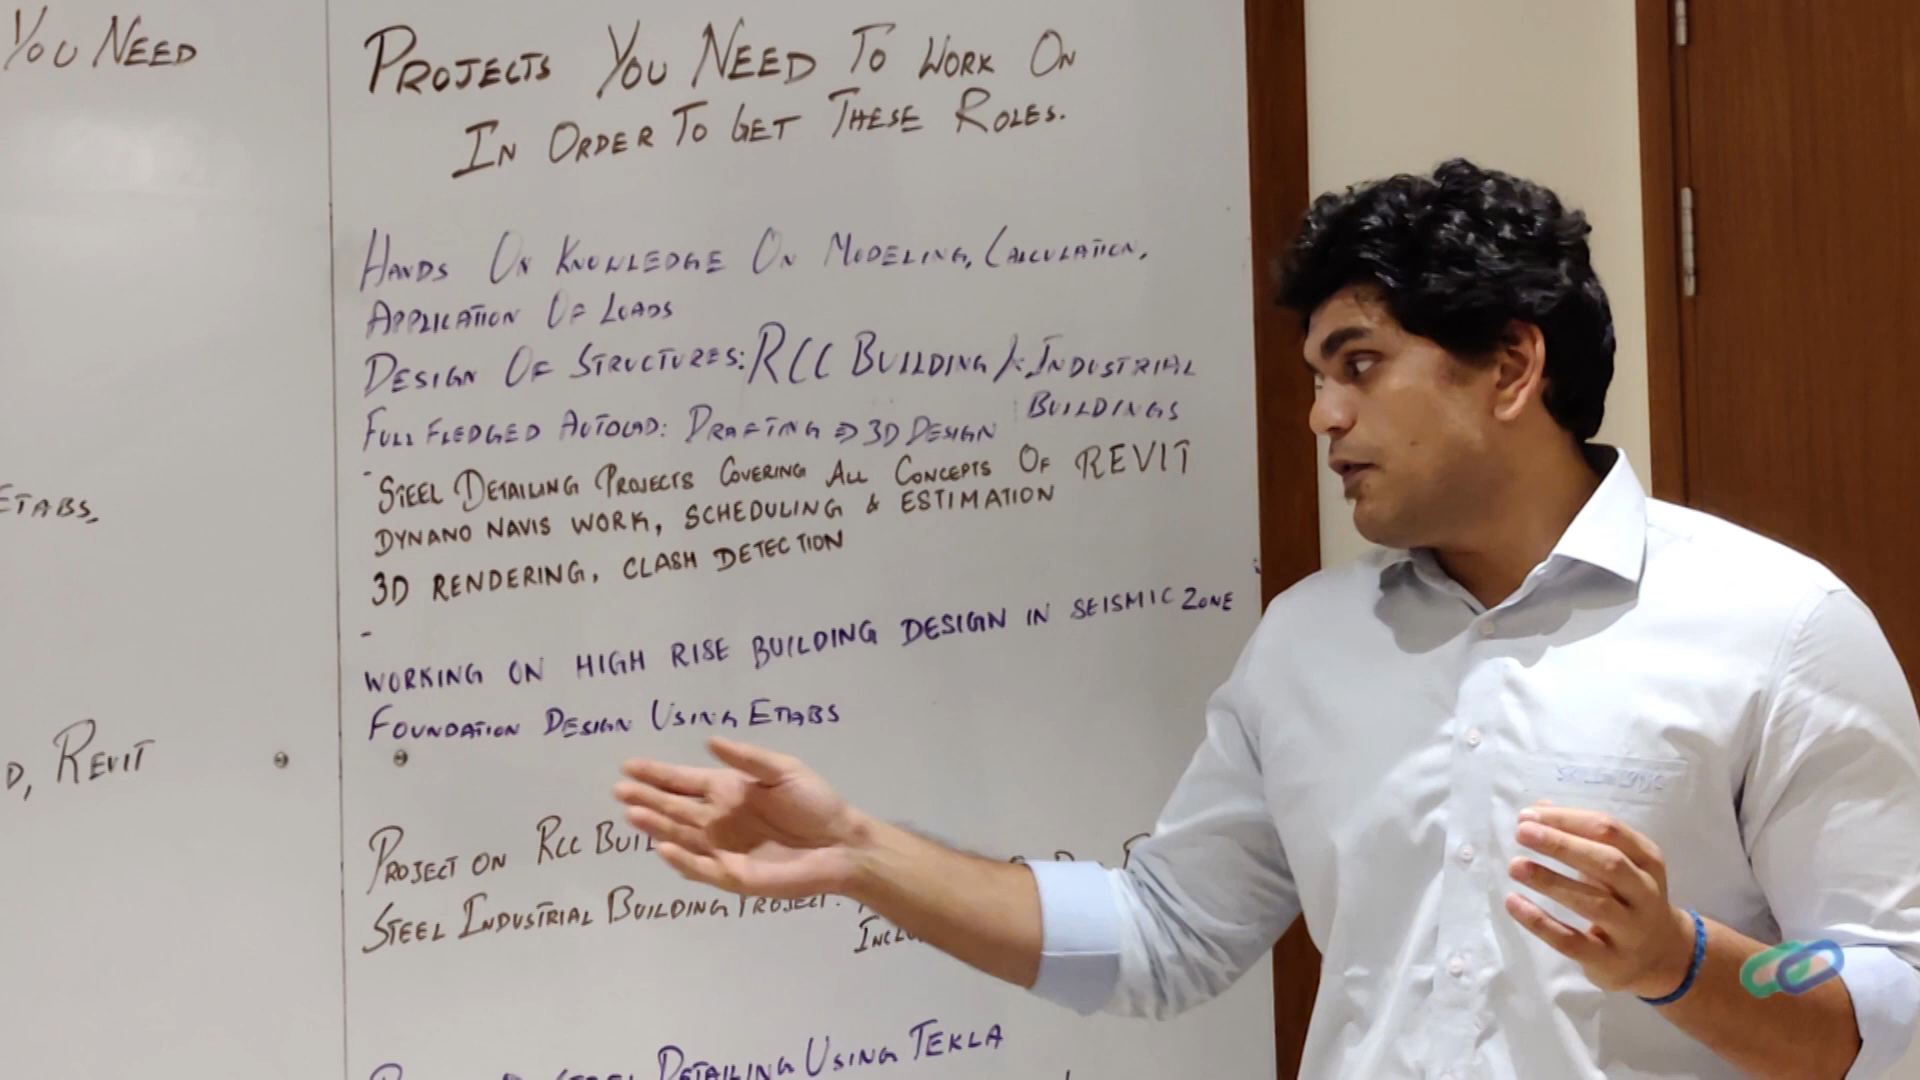 YOU NEED
ETABS.
D, REVIT
PROJECTS YOU NEED TO WORK ON
IN ORDER TO GET THESE ROLES.
HANDS ON KNOWLEDGE ON MODELING, CALCULATION,
APPLICATION OF LOADS
DESIGN OF STRUCTURES: RCC BUILDING / INDUSTRIAL
BUILDINGS
FULL FLEDGED AUTOCAD: DRAFTING ⇒ 3D DESIGN
- STEEL DETAILING PROJECTS COVERING ALL CONCEPTS OF REVIT
DYNANO NAVIS WORK, SCHEDULING & ESTIMATION
3D RENDERING, CLASH DETECTION
-
WORKING ON HIGH RISE BUILDING DESIGN IN SEISMIC ZONE
FOUNDATION DESIGN USING ETABS
PROJECT ON RCC BUIL
STEEL INDUSTRIAL BUILDING PROJECT:
INCLU
STEEL DETAILING USING TEKLA